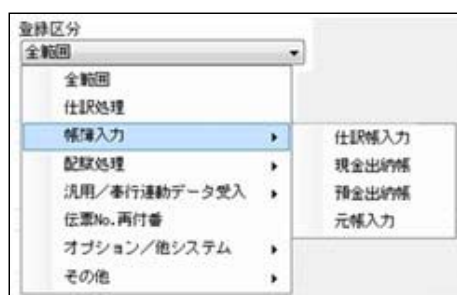 登録区分
全範囲
全範囲
仕訳処理
帳簿入力
仕訳帳入力
現金出納帳
預金出納帳
元帳入力
配賦処理
汎用/奉行連動データ受入
伝票No.再付番
オプション/他システム
その他